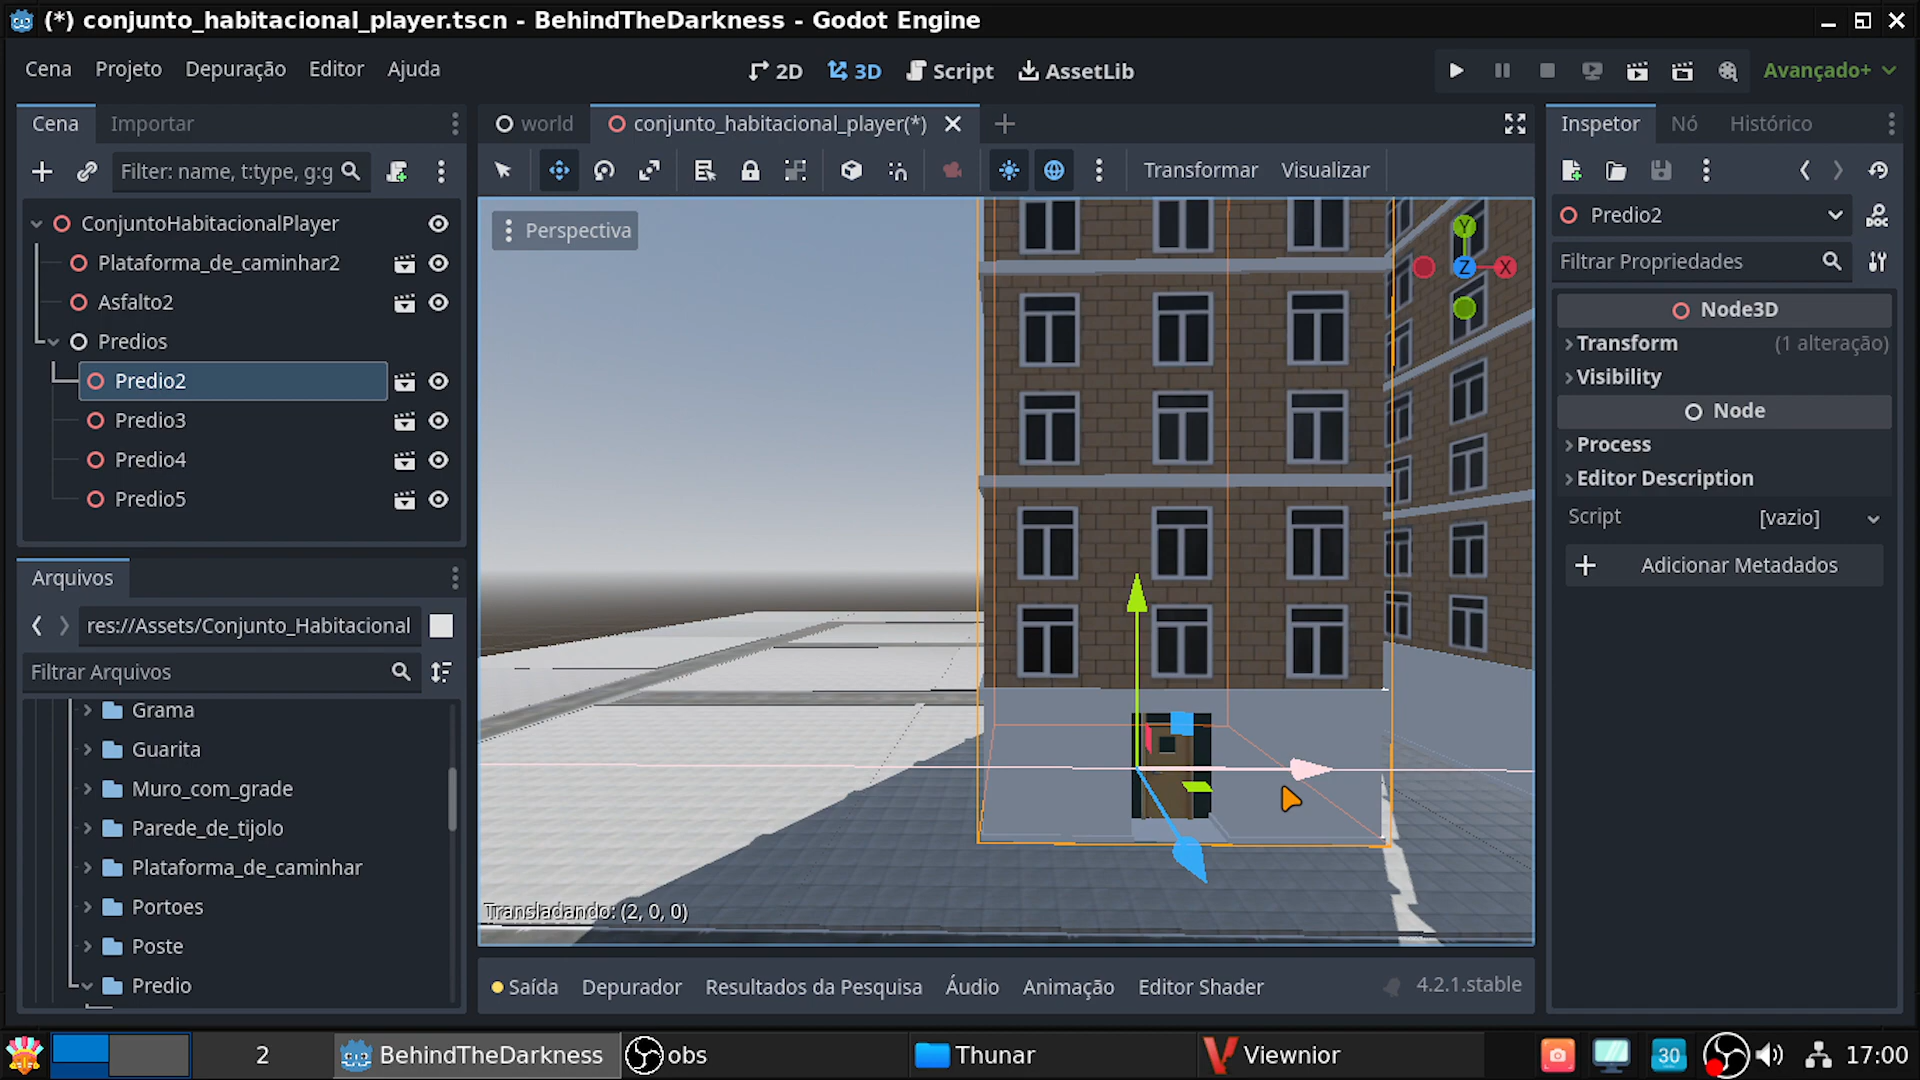 (*) conjunto_habitacional_player.tscn - BehindTheDarkness - Godot Engine
Cena Projeto Depuração Editor Ajuda
2D 3D Script AssetLib
Avançado+
Cena Importar
world conjunto_habitacional_player(*)
Inspetor Nó Histórico
Filter: name, t:type, g:g
Transformar Visualizar
Perspectiva
ConjuntoHabitacionalPlayer
Plataforma_de_caminhar2
Asfalto2
Predios
Predio2
Predio3
Predio4
Predio5
Y
Z
X
Predio2
DOC
Filtrar Propriedades
Node3D
Transform (1 alteração)
Visibility
Node
Process
Editor Description
Script [vazio]
Adicionar Metadados
Arquivos
res://Assets/Conjunto_Habitacional
Filtrar Arquivos
Grama
Guarita
Muro_com_grade
Parede_de_tijolo
Plataforma_de_caminhar
Portoes
Poste
Predio
Transladando: (2, 0, 0)
Saída Depurador Resultados da Pesquisa Áudio Animação Editor Shader
4.2.1.stable
2 BehindTheDarkness obs Thunar Viewnior 30 17:00